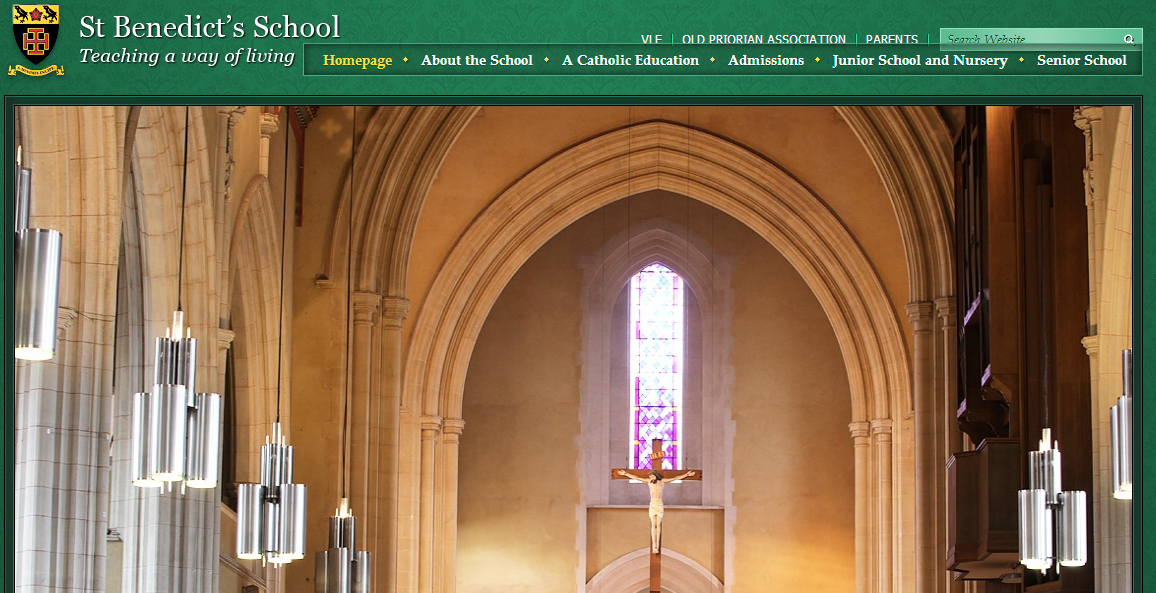 St Benedict's School
Teaching a way of living
VLE | OLD PRIORIAN ASSOCIATION | PARENTS |
Search Website
Homepage • About the School • A Catholic Education • Admissions • Junior School and Nursery • Senior School